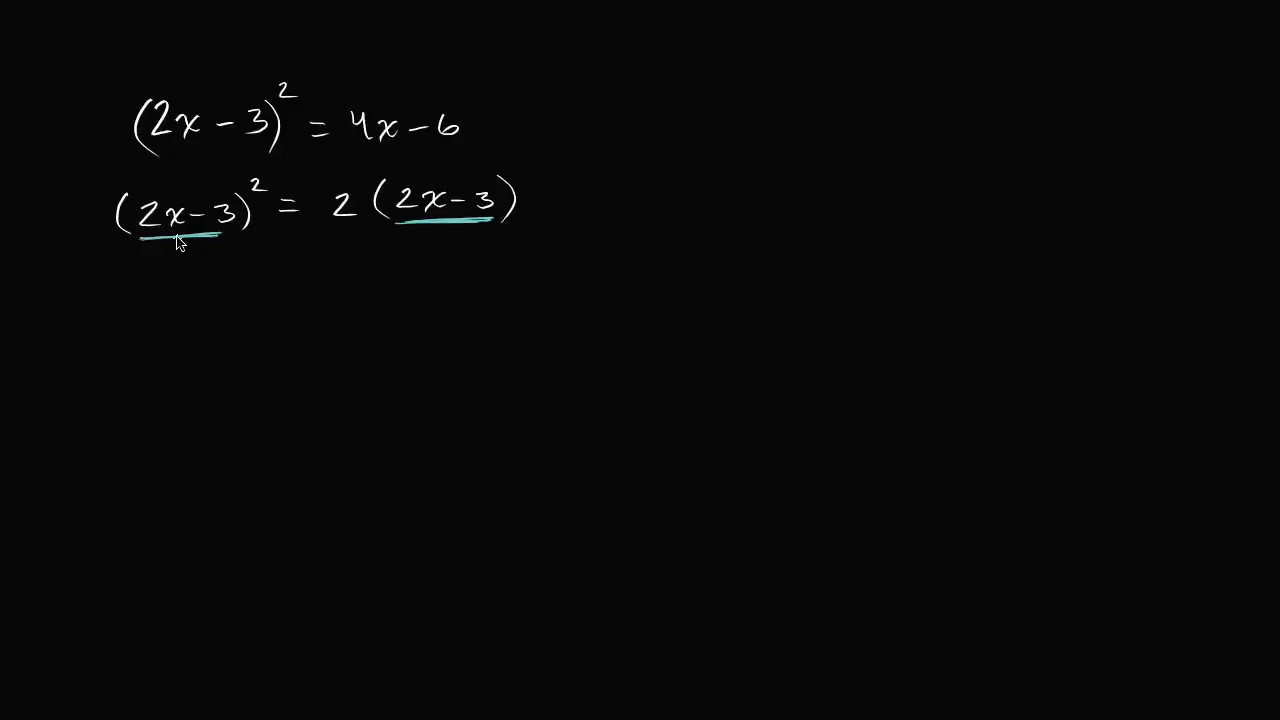 (2x - 3)² = 4x - 6
(2x - 3)² = 2 (2x - 3)